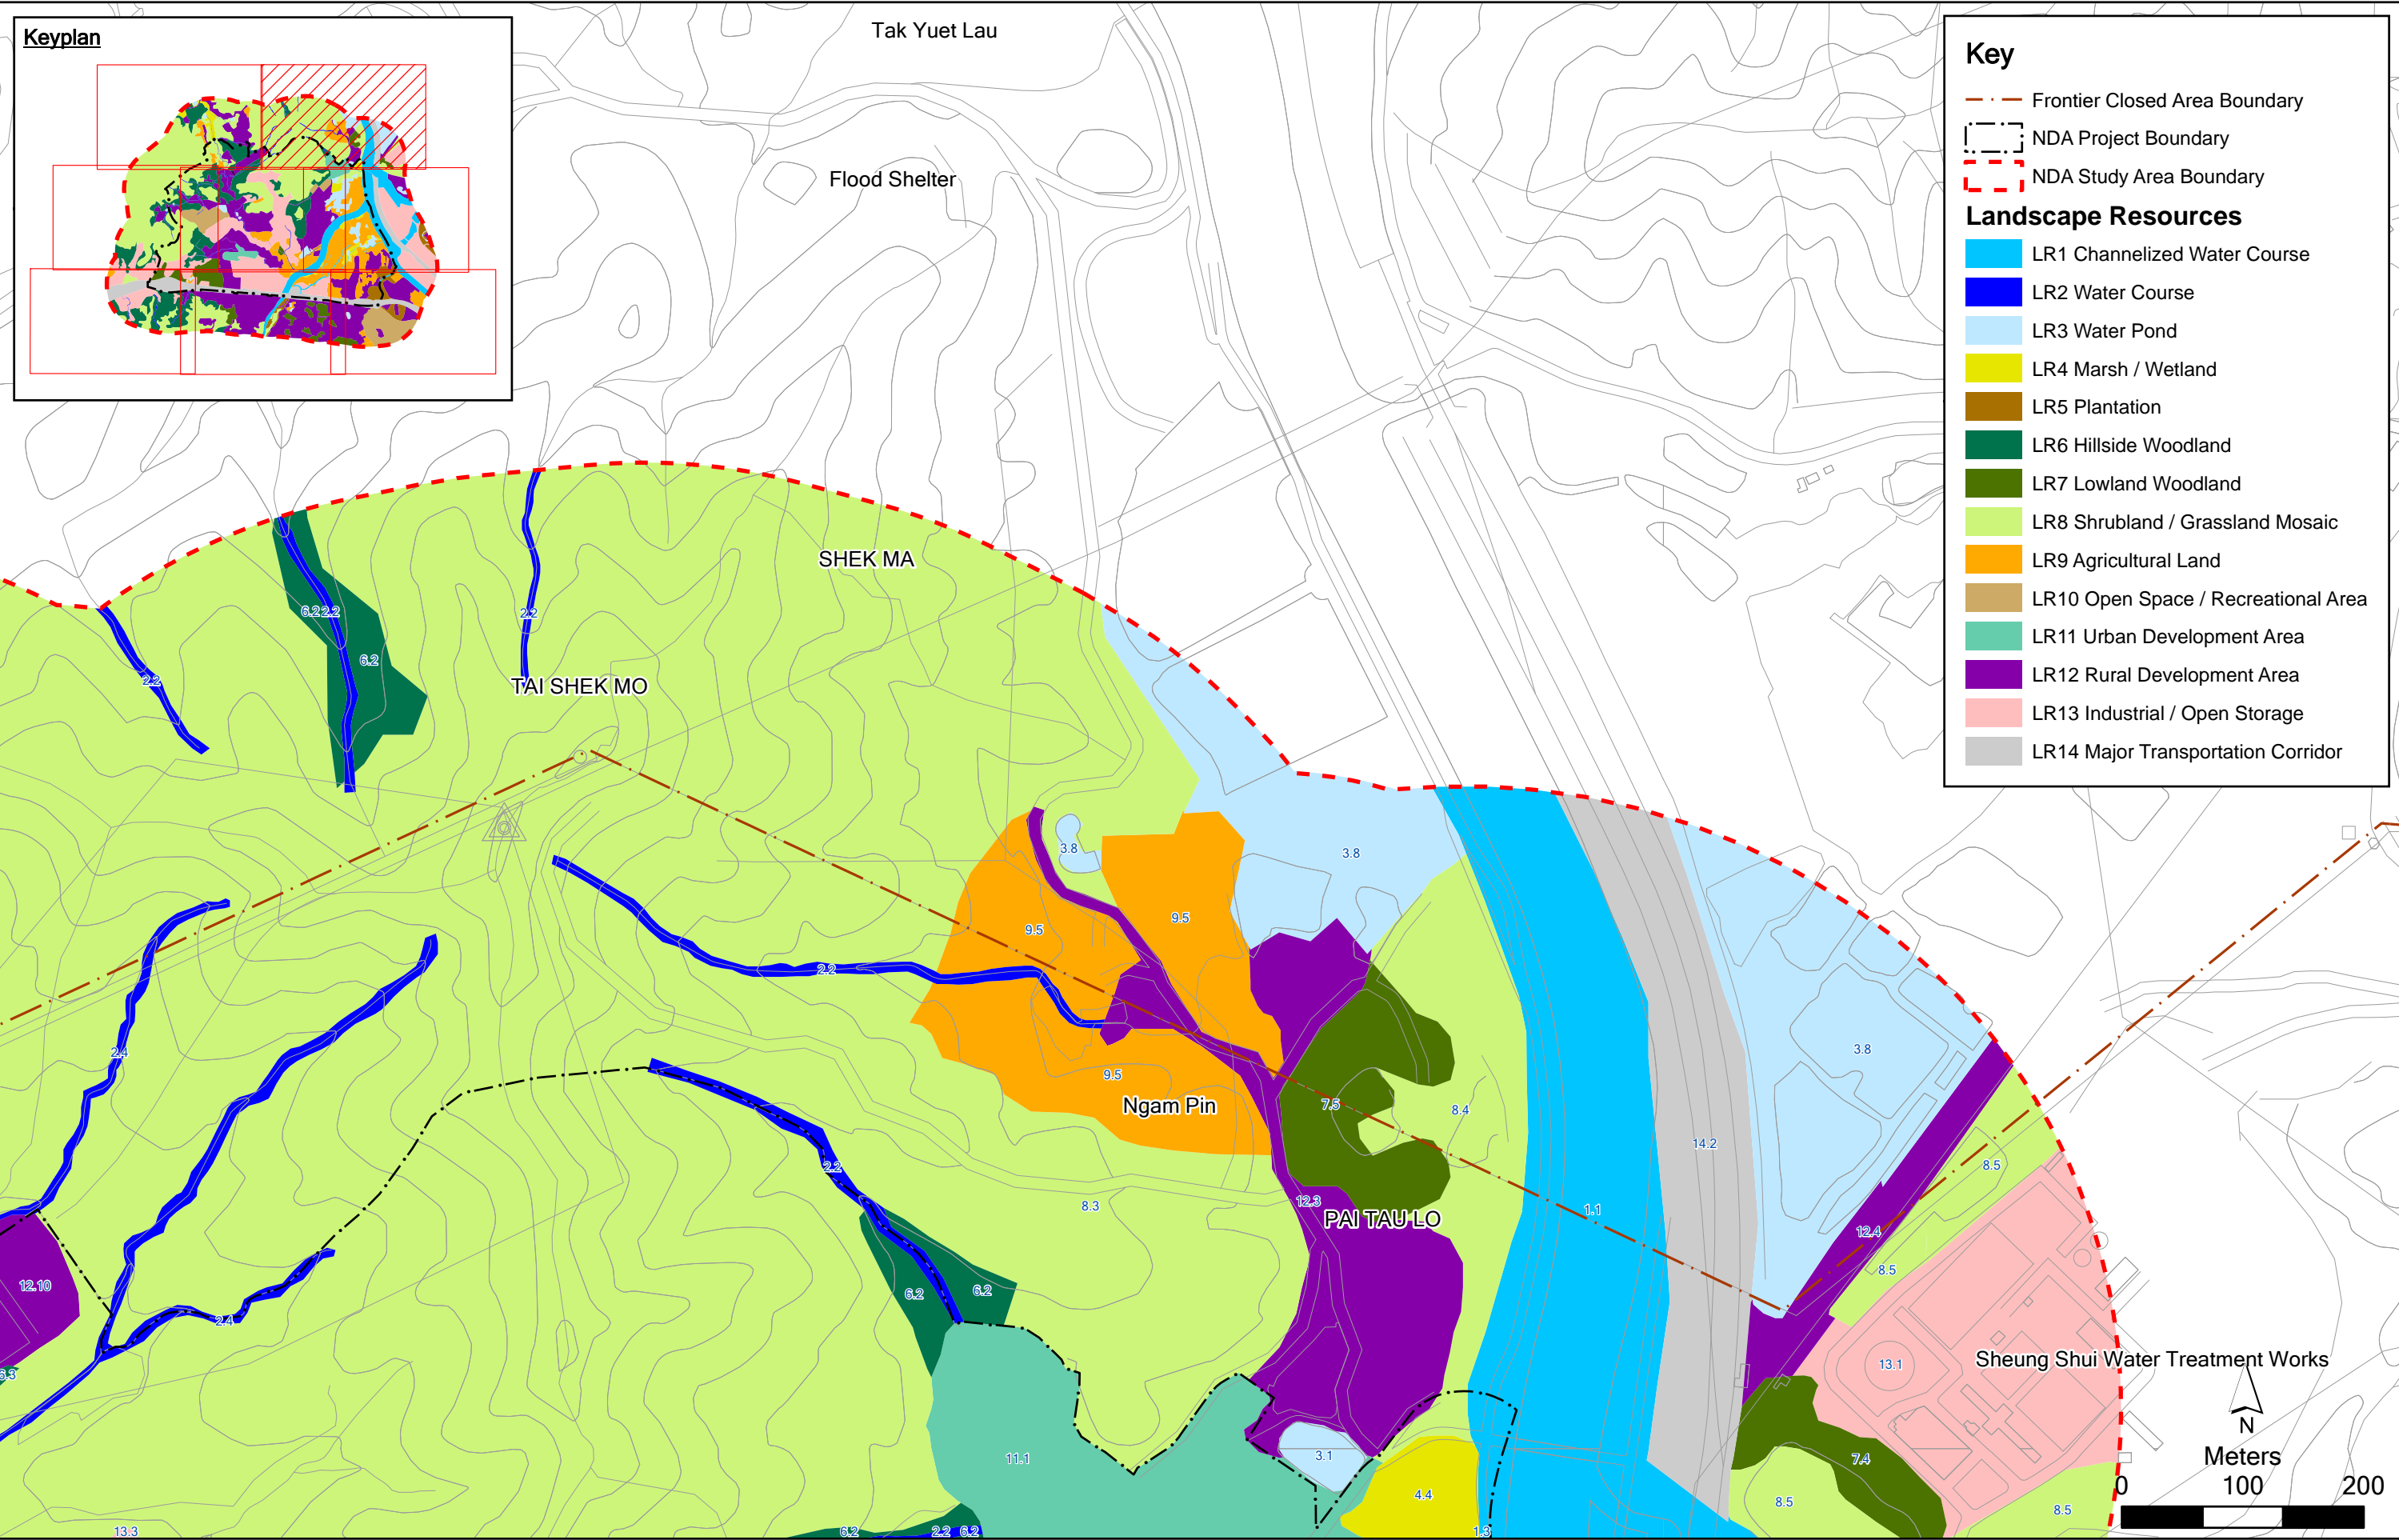 Keyplan
Tak Yuet Lau
Flood Shelter
Key
Frontier Closed Area Boundary
NDA Project Boundary
NDA Study Area Boundary
Landscape Resources
LR1 Channelized Water Course
LR2 Water Course
LR3 Water Pond
LR4 Marsh / Wetland
LR5 Plantation
LR6 Hillside Woodland
LR7 Lowland Woodland
LR8 Shrubland / Grassland Mosaic
LR9 Agricultural Land
LR10 Open Space / Recreational Area
LR11 Urban Development Area
LR12 Rural Development Area
LR13 Industrial / Open Storage
LR14 Major Transportation Corridor
SHEK MA
6.2 2.2
2.2
6.2
2.2
TAI SHEK MO
3.8
3.8
9.5
9.5
2.2
2.4
3.8
9.5
Ngam Pin
7.5
8.4
14.2
2.2
8.5
12.3
8.3
1.1
PAI TAU LO
12.4
8.5
12.10
6.2
6.2
2.4
13.1
Sheung Shui Water Treatment Works
6.3
N
Meters
0 100 200
11.1
3.1
7.4
4.4
8.5
8.5
13.3
6.2
2.2
6.2
1.3